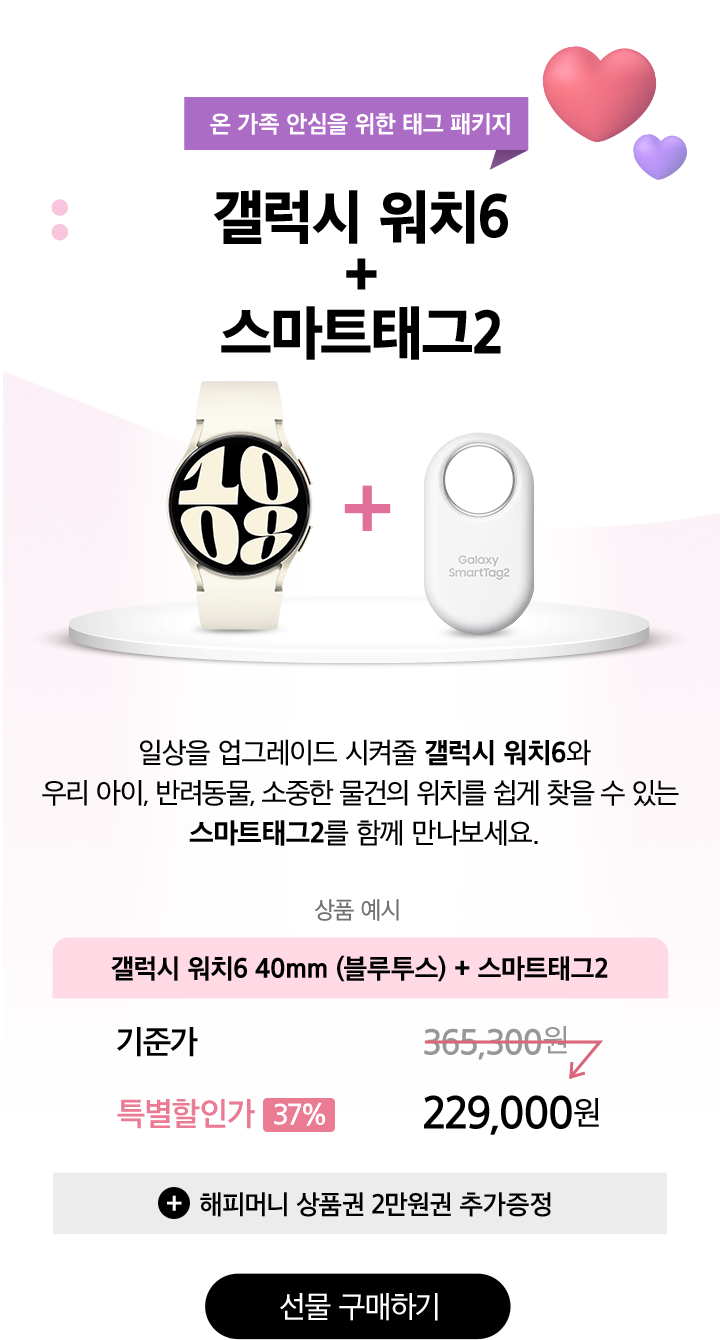 온 가족 안심을 위한 태그 패키지
갤럭시 워치6
+
스마트태그2
10
08
+
Galaxy
SmartTag2
일상을 업그레이드 시켜줄 갤럭시 워치6와
우리 아이, 반려동물, 소중한 물건의 위치를 쉽게 찾을 수 있는
스마트태그2를 함께 만나보세요.
상품 예시
갤럭시 워치6 40mm (블루투스) + 스마트태그2
기준가 365,300원
특별할인가 37% 229,000원
+ 해피머니 상품권 2만원권 추가증정
선물 구매하기